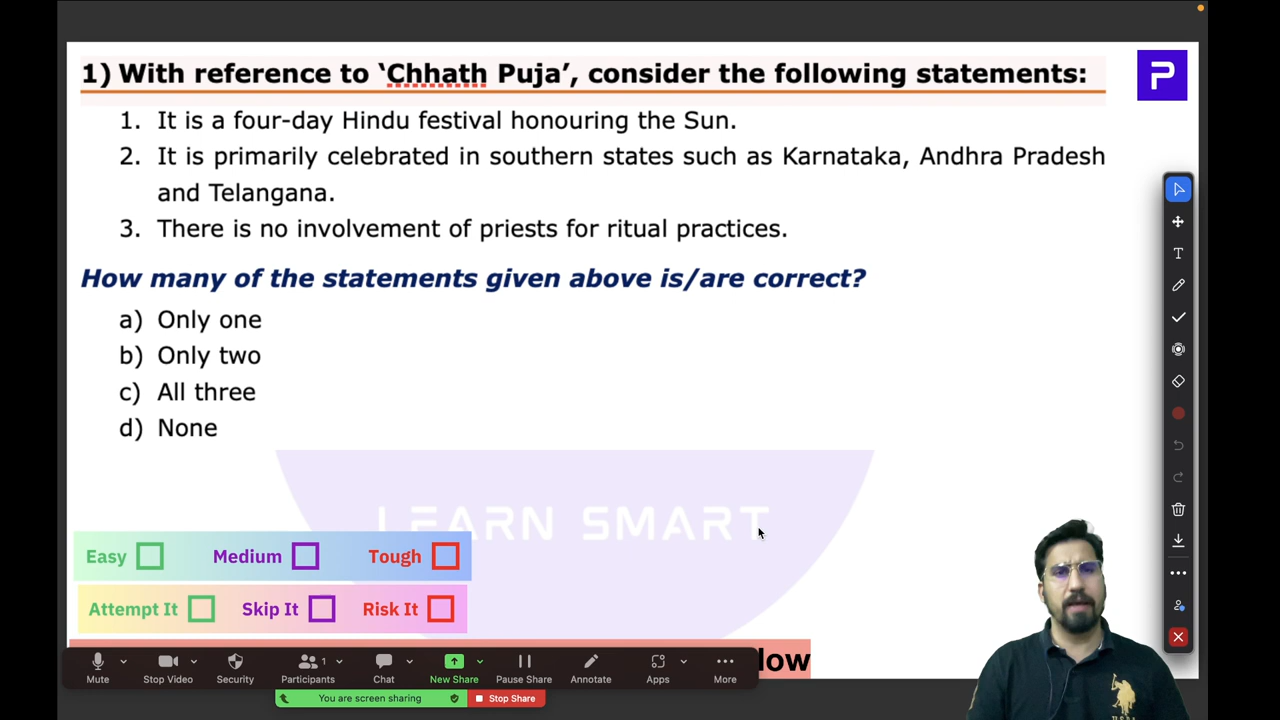 1) With reference to ‘Chhath Puja’, consider the following statements:
1. It is a four-day Hindu festival honouring the Sun.
2. It is primarily celebrated in southern states such as Karnataka, Andhra Pradesh
and Telangana.
3. There is no involvement of priests for ritual practices.
How many of the statements given above is/are correct?
a) Only one
b) Only two
c) All three
d) None
LEARN SMART
Easy Medium Tough
Attempt It Skip It Risk It
low
1
Mute Stop Video Security Participants Chat New Share Pause Share Annotate Apps More
You are screen sharing Stop Share